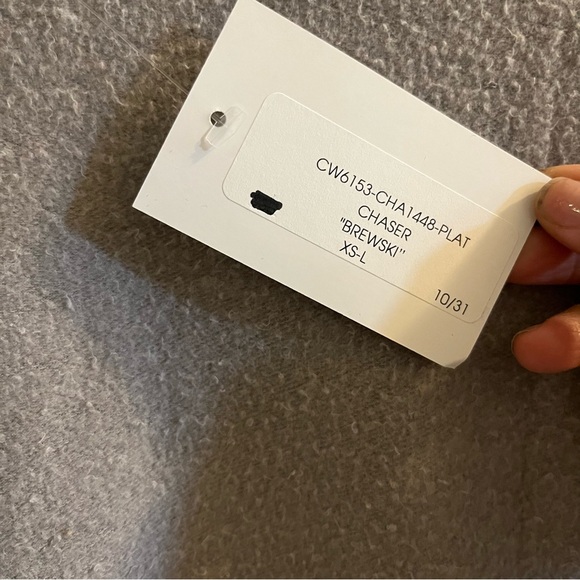 CW6153-CHA1448-PLAT
CHASER
"BREWSKI"
XS-L
10/31